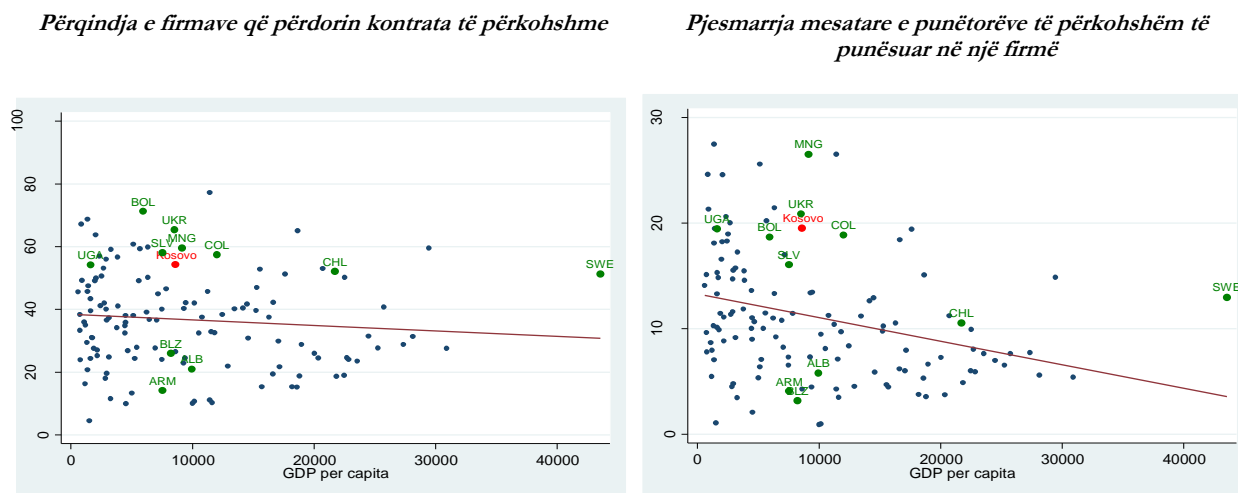 Përqindja e firmave që përdorin kontrata të përkohshme
100
80
60
40
20
0
BOL
UKR
SLV
MNG
COL
UGA
Kosovo
CHL
SWE
BLZ
ALB
ARM
0 10000 20000 30000 40000
GDP per capita
Pjesmarrja mesatare e punëtorëve të përkohshëm të
punësuar në një firmë
30
20
10
0
MNG
UKR
UGA
Kosovo
BOL
COL
SLV
SWE
CHL
ALB
ARM
BLZ
0 10000 20000 30000 40000
GDP per capita